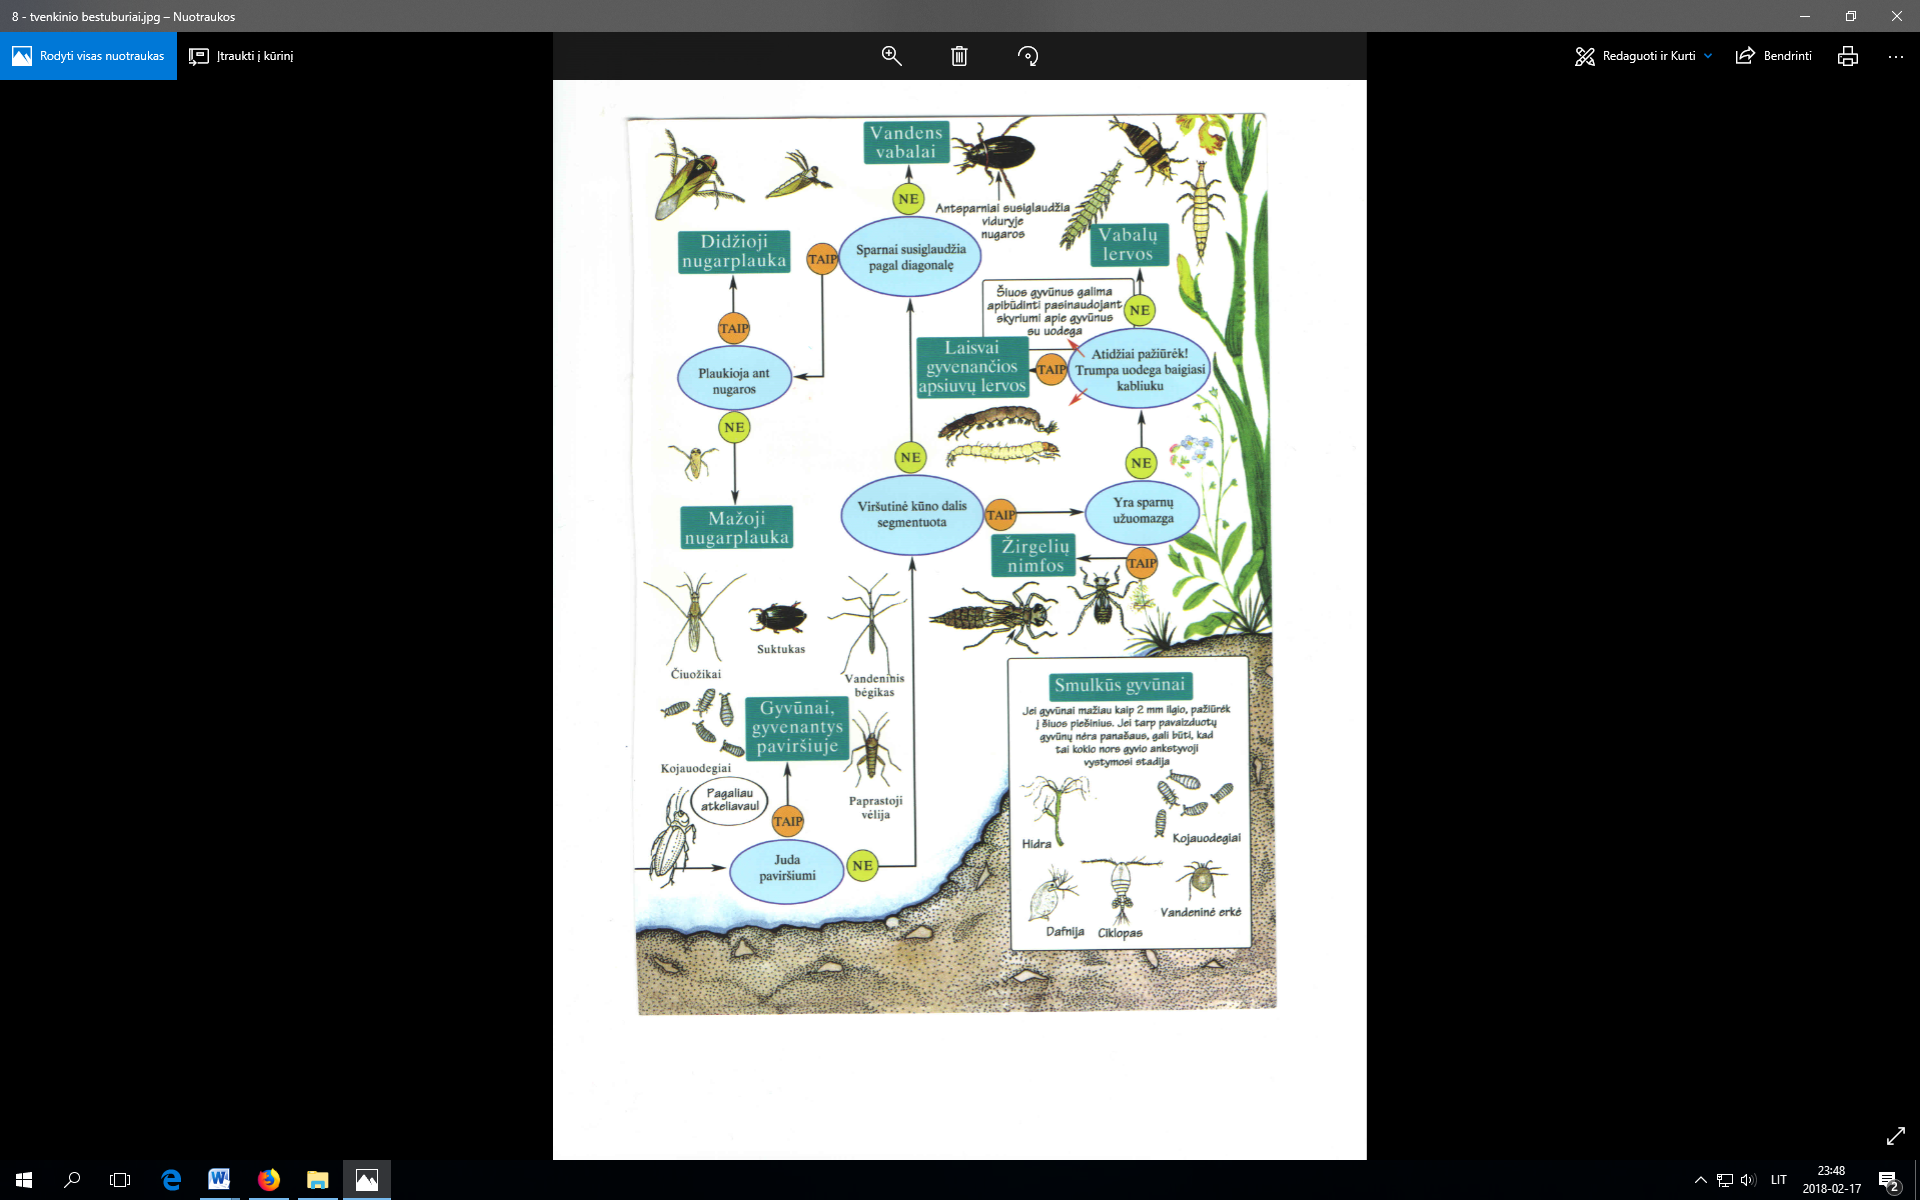 8 - tvenkinio bestuburiai.jpg – Nuotraukos
Rodyti visas nuotraukas
Įtraukti į kūrinį
Redaguoti ir Kurti
Bendrinti
Vandens
vabalai
NE
Antsparniai susiglaudžia
viduryje
nugaros
Sparnai susiglaudžia
pagal diagonalę
TAIP
Didžioji
nugarplauka
TAIP
Plaukioja ant
nugaros
NE
Mažoji
nugarplauka
Vabalų
lervos
NE
Šiuos gyvūnus galima
apibūdinti pasinaudojant
skyriumi apie gyvūnus
su uodega
Laisvai
gyvenančios
apsiuvų lervos
TAIP
Atidžiai pažiūrėk!
Trumpa uodega baigiasi
kabliuku
NE
NE
Viršutinė kūno dalis
segmentuota
TAIP
Yra sparnų
užuomazga
TAIP
Žirgelių
nimfos
Čiuožikai
Suktukas
Vandeninis
bėgikas
Kojauodegiai
Gyvūnai,
gyvenantys
paviršiuje
Paprastoji
vėlija
Pagaliau
atkeliavau!
TAIP
Juda
paviršiumi
NE
Smulkūs gyvūnai
Jei gyvūnai mažiau kaip 2 mm ilgio, pažiūrėk
į šiuos piešinius. Jei tarp pavaizduotų
gyvūnų nėra panašaus, gali būti, kad
tai kokio nors gyvio ankstyvoji
vystymosi stadija
Hidra
Kojauodegiai
Dafnija
Ciklopas
Vandeninė erkė
LIT
23:48
2018-02-17
2